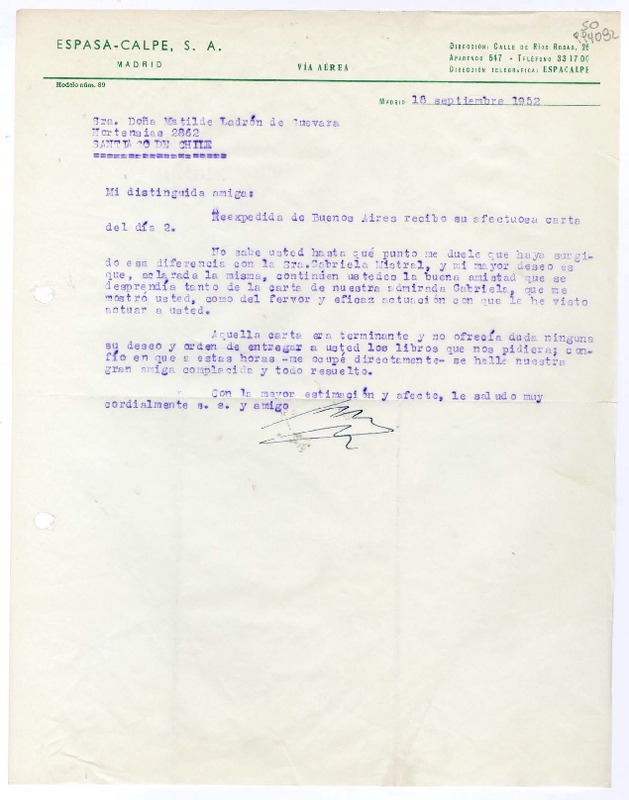 ESPASA-CALPE, S. A.
MADRID
VÍA AÉREA
DIRECCIÓN: CALLE DE RÍOS ROSAS, 26
APARTADO 547 - TELÉFONO 33 17 00
DIRECCIÓN TELEGRÁFICA: ESPACALPE
Modelo núm. 89
MADRID 18 septiembre 1952
Sra. Doña Matilde Ladrón de Guevara
Hortensias 2862
SANTIAGO DE CHILE
Mi distinguida amiga:
Reexpedida de Buenos Aires recibo su afectuosa carta
del día 2.
No sabe usted hasta qué punto me duele que haya surgi-
do esa diferencia con la Sra.Gabriela Mistral, y mi mayor deseo es
que, aclarada la misma, continúen ustedes la buena amistad que se
desprendía tanto de la carta de nuestra admirada Gabriela, que me
mostró usted, como del fervor y eficaz actuación con que la he visto
actuar a usted.
Aquella carta era terminante y no ofrecía duda ninguna
su deseo y orden de entregar a usted los libros que nos pidiera; con-
fío en que a estas horas -me ocupé directamente- se halle nuestra
gran amiga complacida y todo resuelto.
Con la mayor estimación y afecto, le saludo muy
cordialmente s. s. y amigo